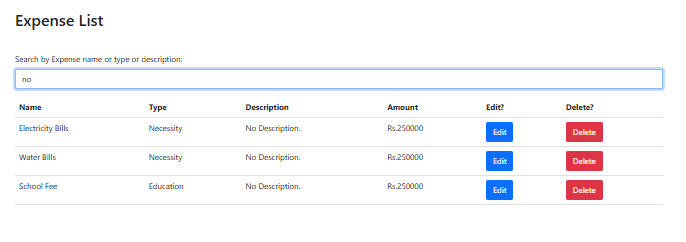 Expense List
Search by Expense name or type or description:
no
Name Type Description Amount Edit? Delete?
Electricity Bills Necessity No Description. Rs.250000 Edit Delete
Water Bills Necessity No Description. Rs.250000 Edit Delete
School Fee Education No Description. Rs.250000 Edit Delete